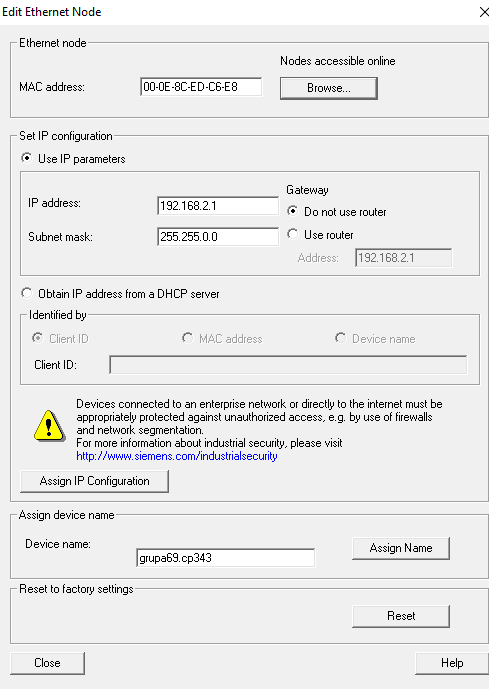 Edit Ethernet Node
Ethernet node
Nodes accessible online
MAC address:
00-0E-8C-ED-C6-E8
Browse...
Set IP configuration
Use IP parameters
IP address:
192.168.2.1
Subnet mask:
255.255.0.0
Gateway
Do not use router
Use router
Address:
192.168.2.1
Obtain IP address from a DHCP server
Identified by
Client ID
MAC address
Device name
Client ID:
Devices connected to an enterprise network or directly to the internet must be
appropriately protected against unauthorized access, e.g. by use of firewalls
and network segmentation.
For more information about industrial security, please visit
http://www.siemens.com/industrialsecurity
Assign IP Configuration
Assign device name
Device name:
grupa69.cp343
Assign Name
Reset to factory settings
Reset
Close
Help